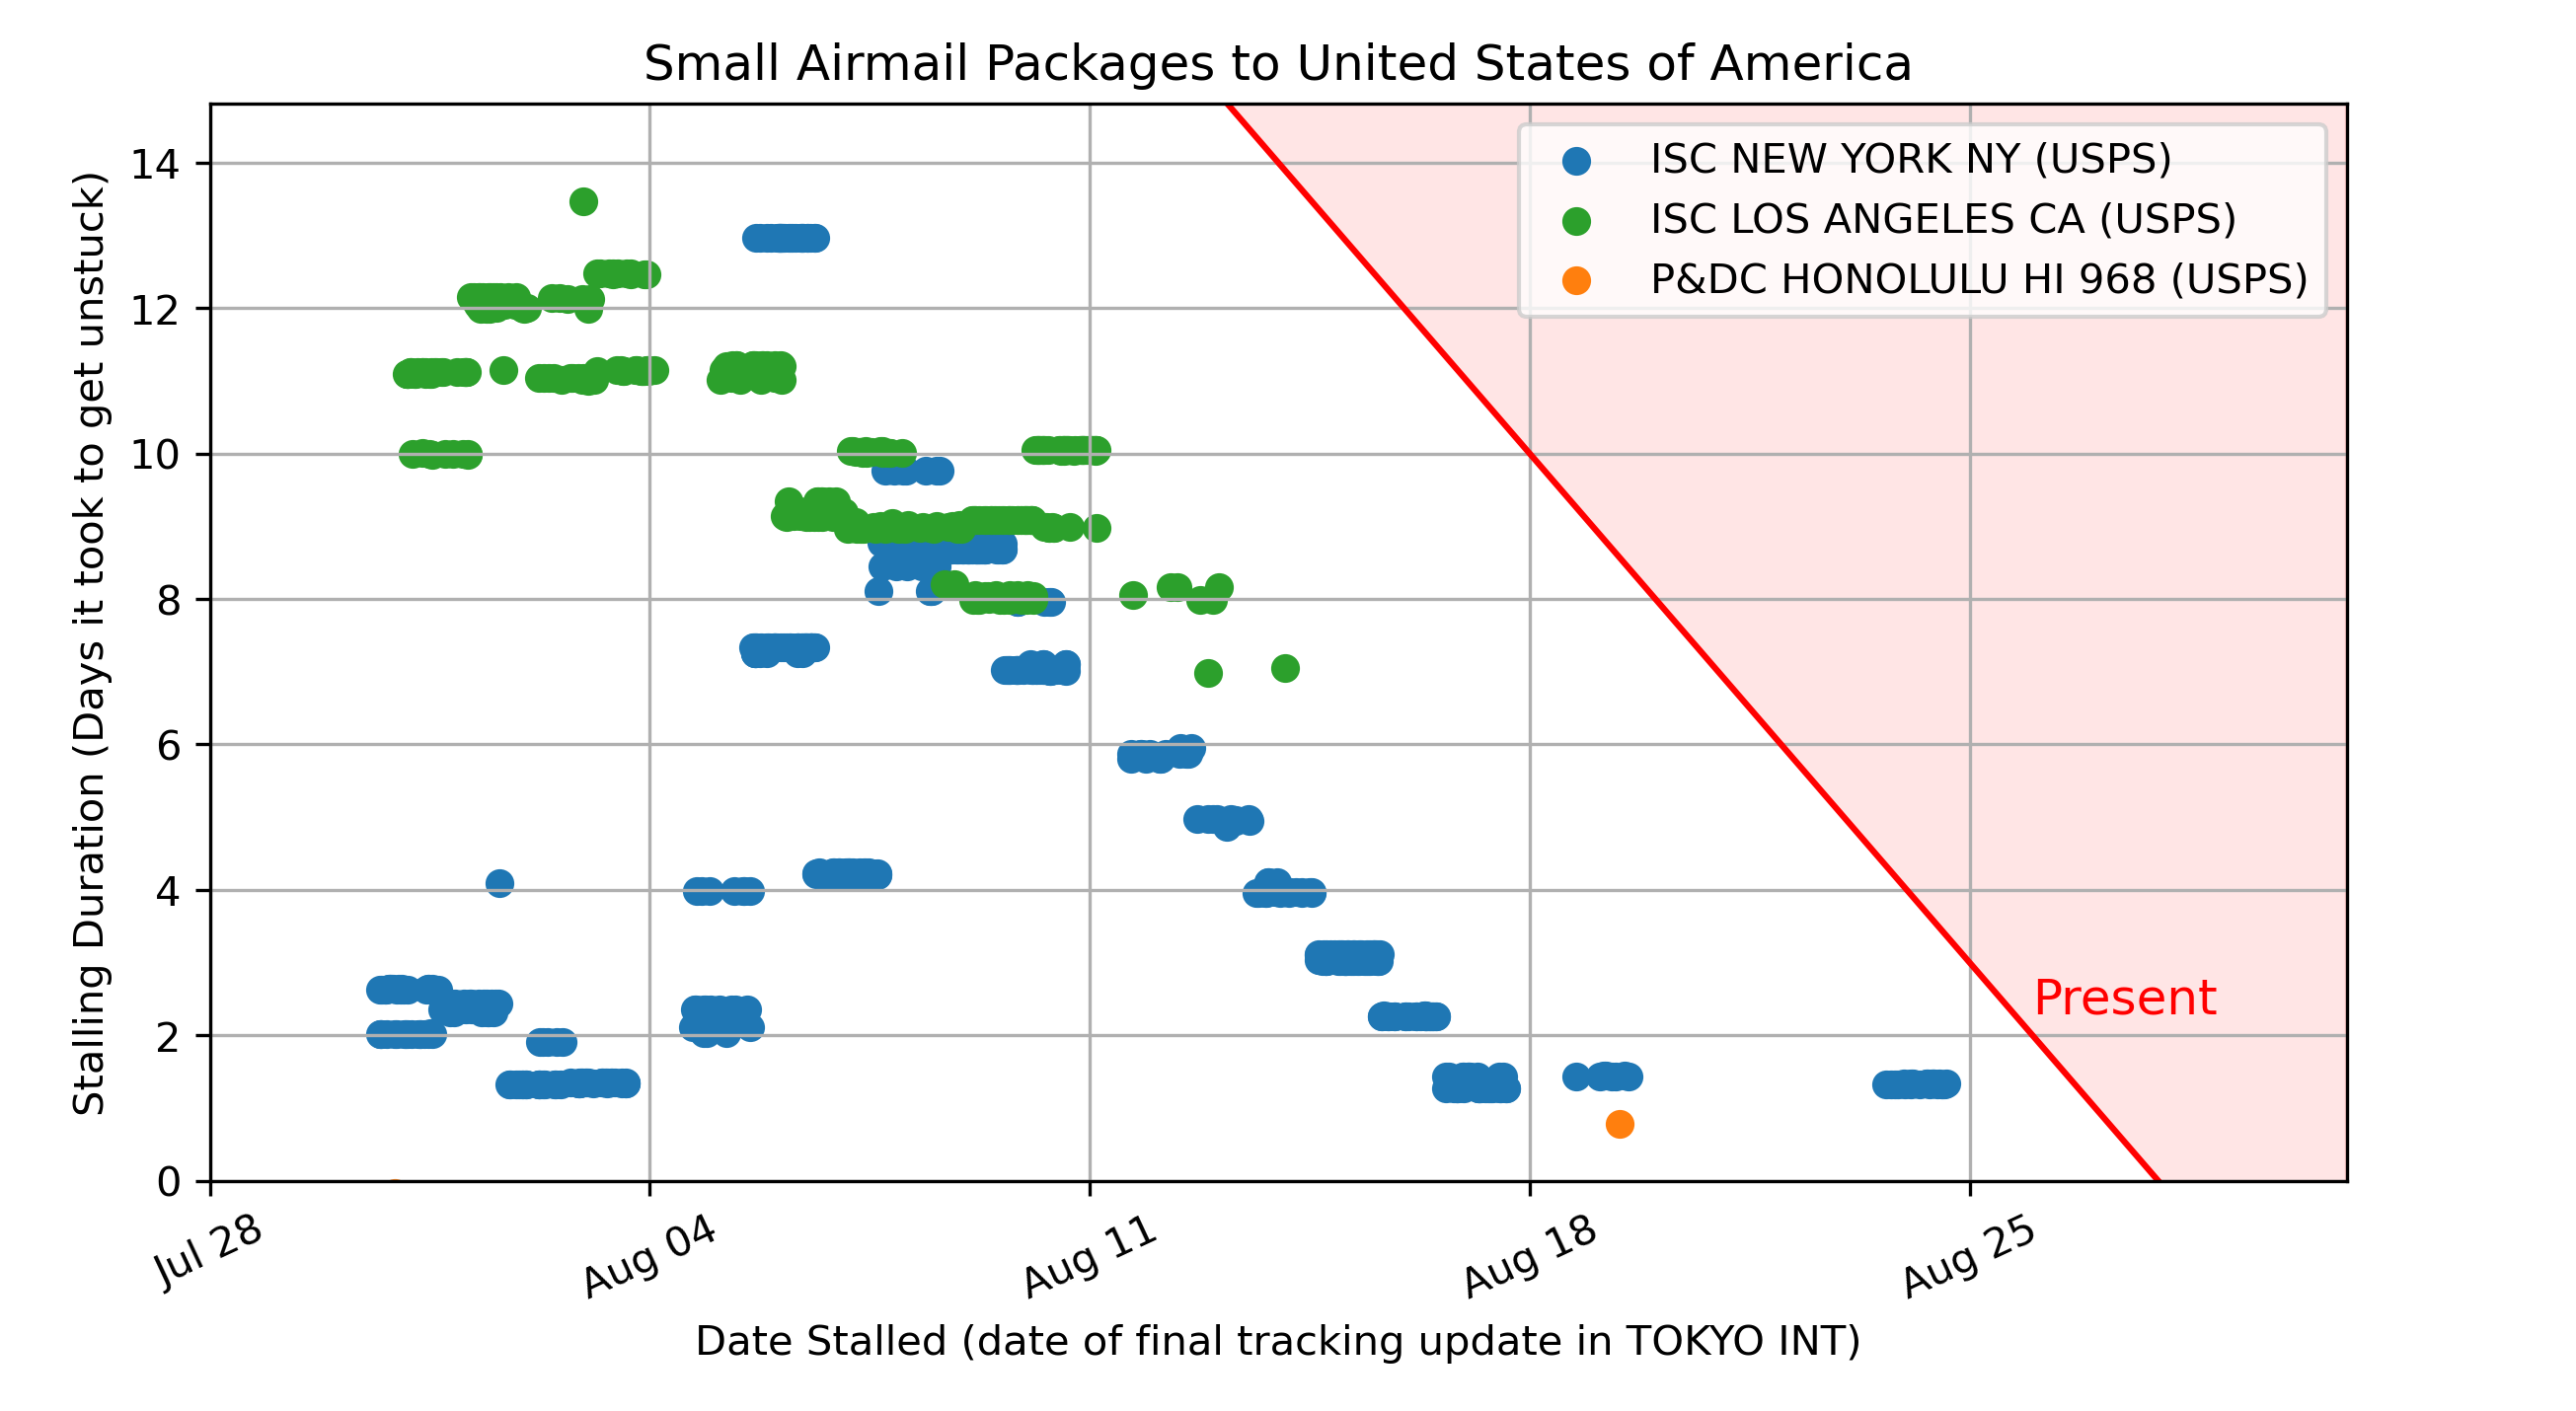 Small Airmail Packages to United States of America
Stalling Duration (Days it took to get unstuck)
14
12
10
8
6
4
2
0
ISC NEW YORK NY (USPS)
ISC LOS ANGELES CA (USPS)
P&DC HONOLULU HI 968 (USPS)
Present
Jul 28
Aug 04
Aug 11
Aug 18
Aug 25
Date Stalled (date of final tracking update in TOKYO INT)